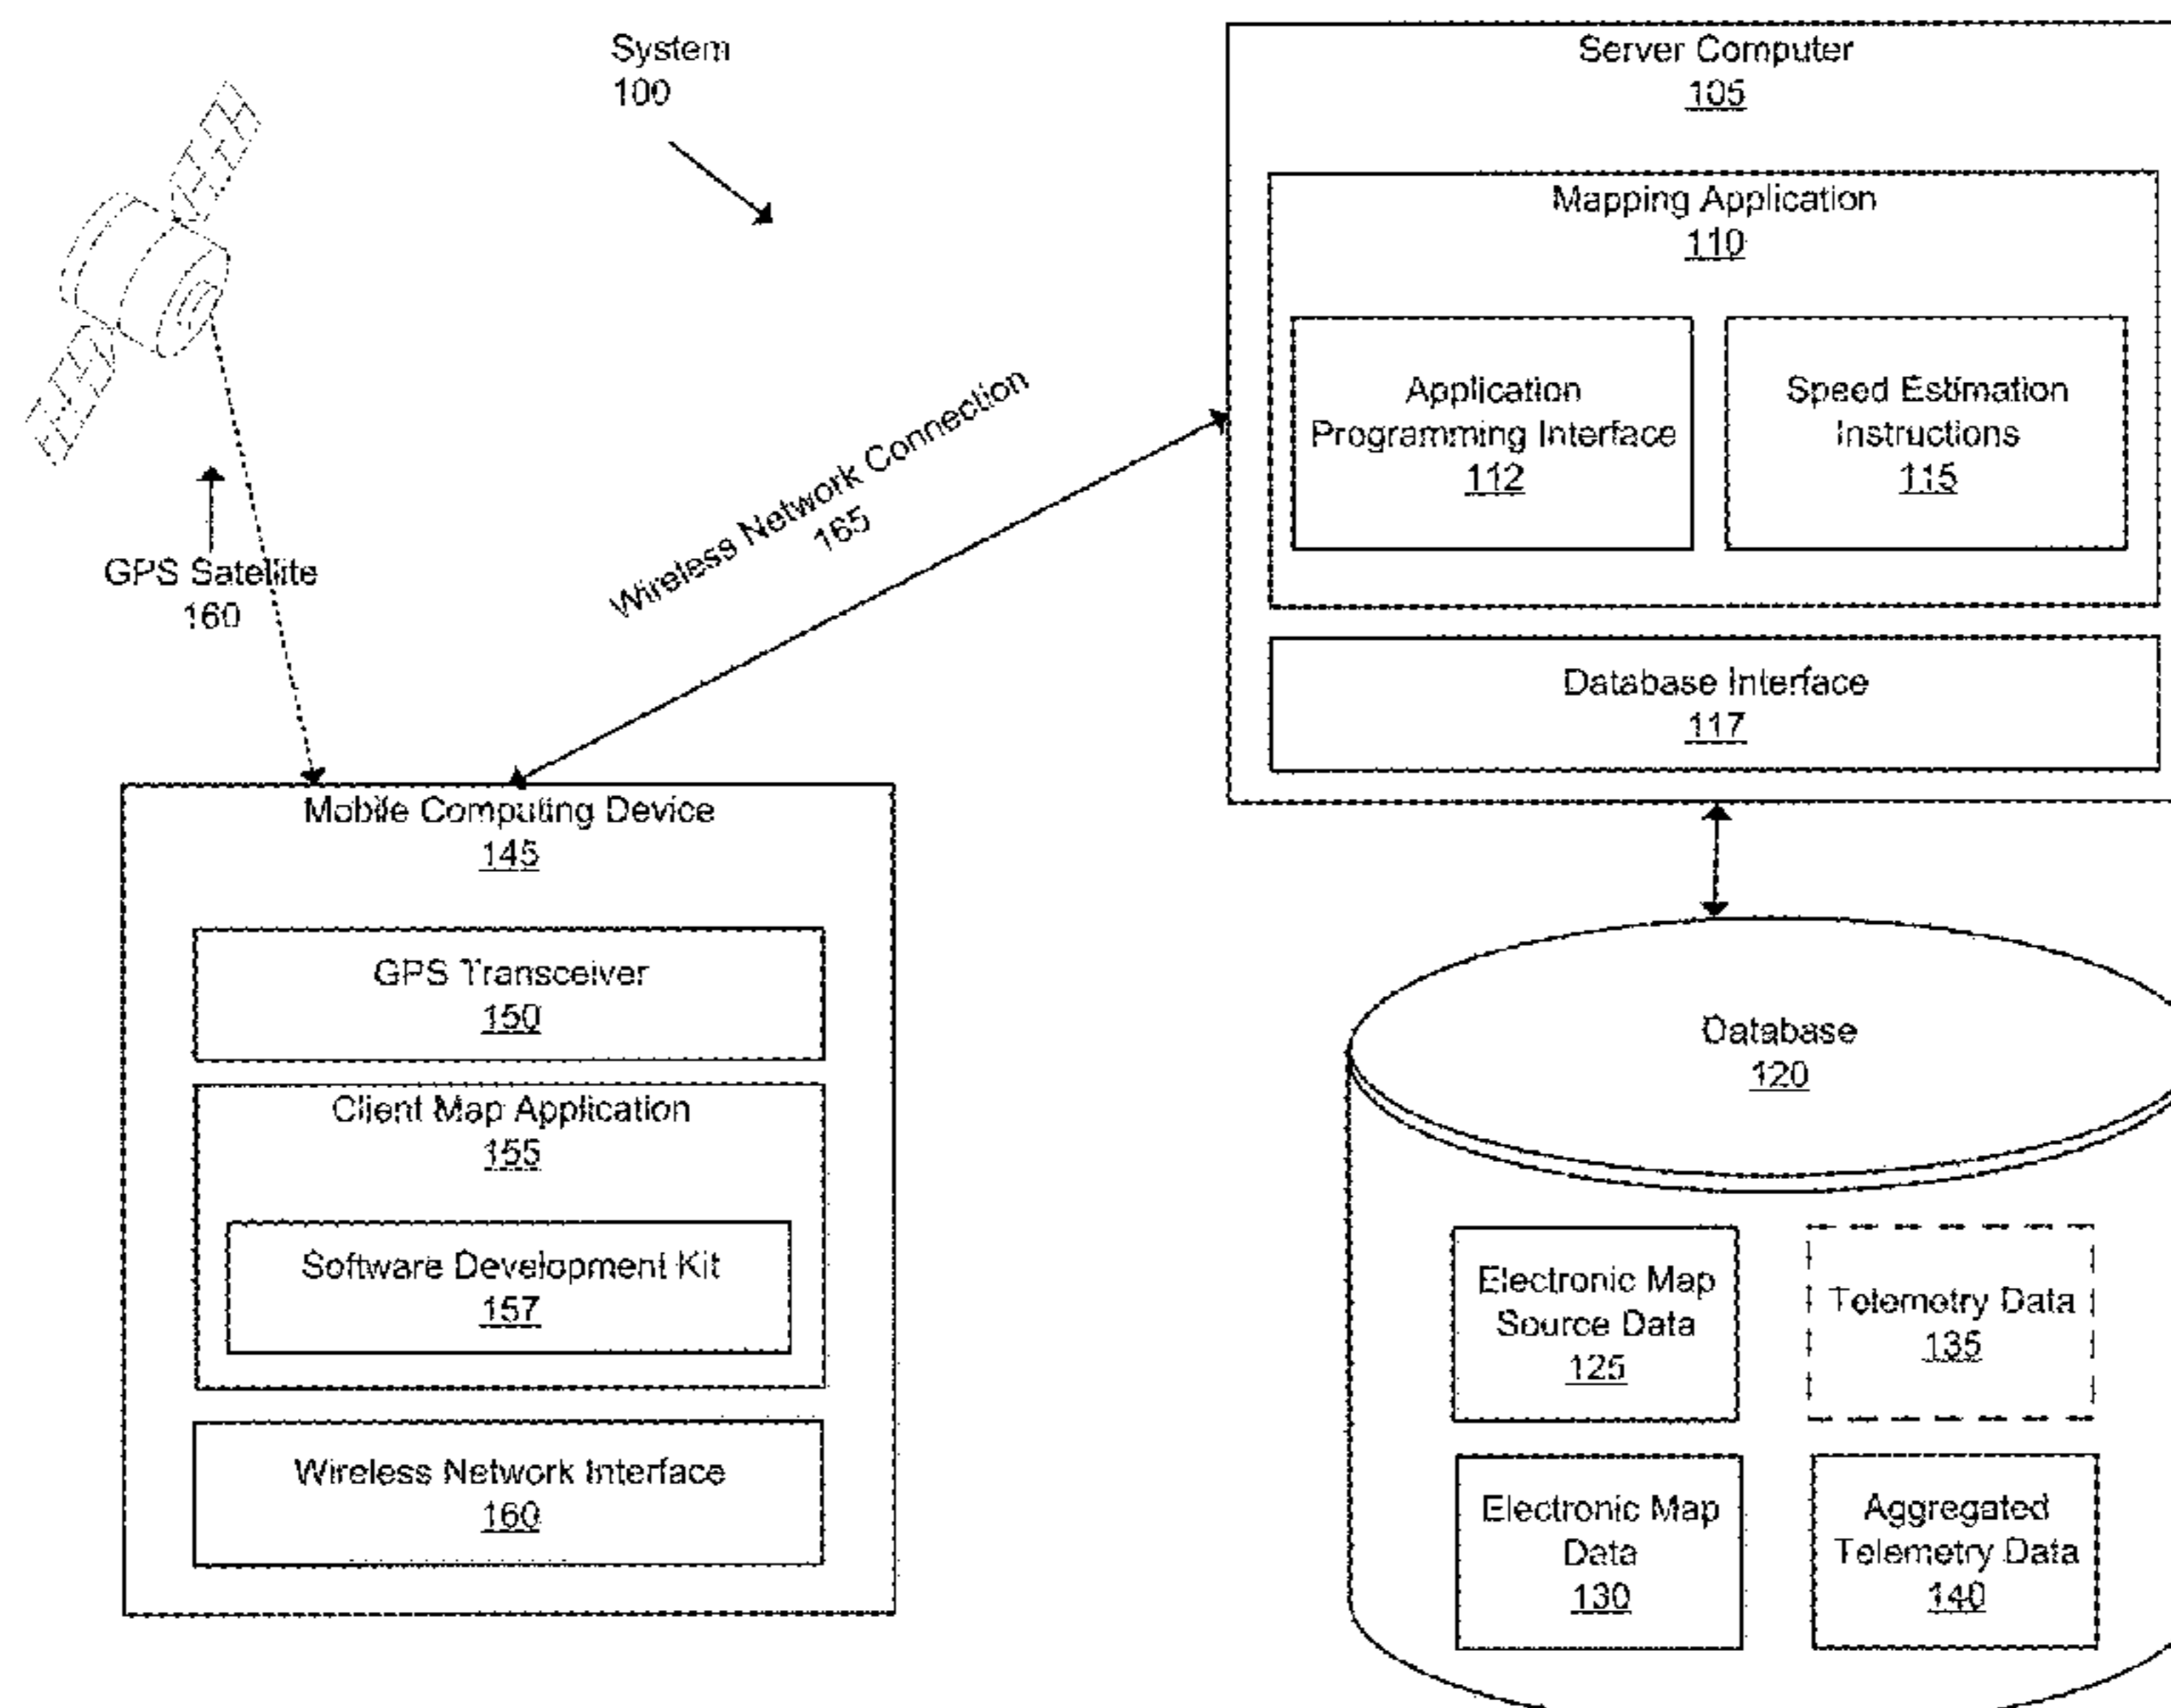 System
100
Server Computer
105
Mapping Application
110
Application
Programming Interface
112
Speed Estimation
Instructions
115
Database Interface
117
GPS Satellite
160
Wireless Network Connection
165
Mobile Computing Device
145
GPS Transceiver
150
Client Map Application
155
Software Development Kit
157
Wireless Network Interface
160
Database
120
Electronic Map
Source Data
125
Telemetry Data
135
Electronic Map
Data
130
Aggregated
Telemetry Data
140